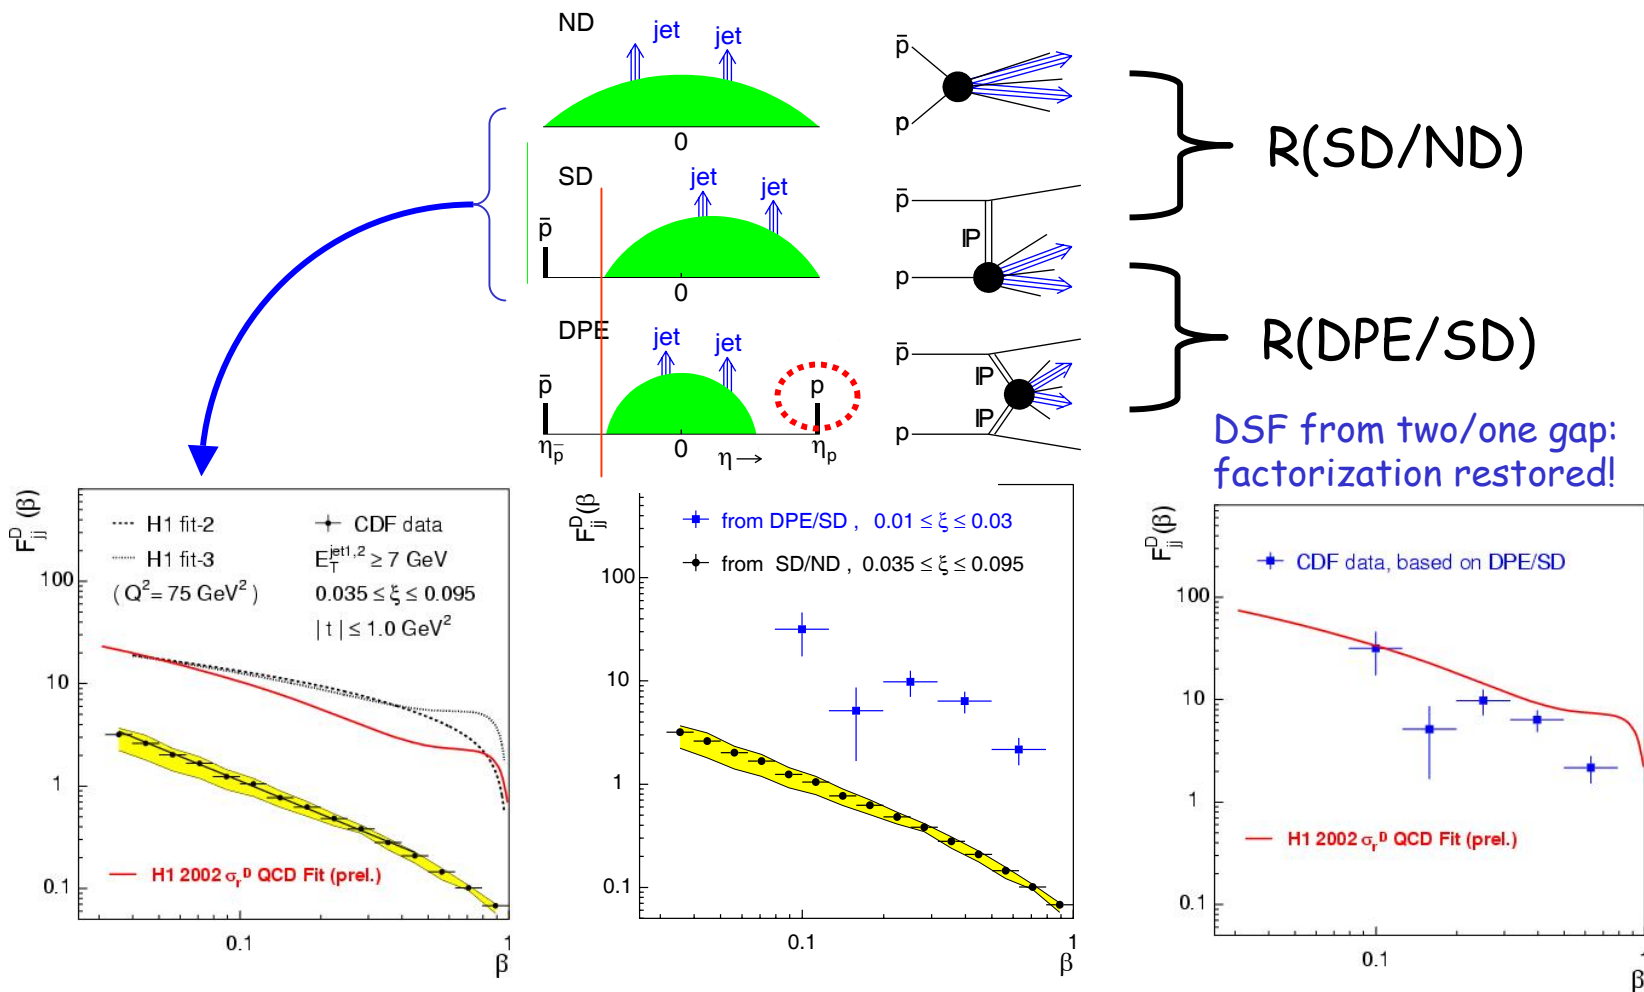 ND
jet jet
0
p̄
p
R(SD/ND)
SD
jet jet
p̄
0
p̄
IP
p
DPE
jet jet
p̄
p
η_p̄ 0 η→ η_p
p̄
IP
IP
p
R(DPE/SD)
DSF from two/one gap:
factorization restored!
F_jj^D(β)
H1 fit-2
H1 fit-3
( Q² = 75 GeV² )
CDF data
E_T^jet1,2 ≥ 7 GeV
0.035 ≤ ξ ≤ 0.095
| t | ≤ 1.0 GeV²
100
10
1
0.1
H1 2002 σ_r^D QCD Fit (prel.)
0.1 1
β
F_jj^D(β
from DPE/SD , 0.01 ≤ ξ ≤ 0.03
from SD/ND , 0.035 ≤ ξ ≤ 0.095
100
10
1
0.1
0.1 1
β
F_jj^D(β)
CDF data, based on DPE/SD
100
10
1
0.1
H1 2002 σ_r^D QCD Fit (prel.)
0.1 1
β